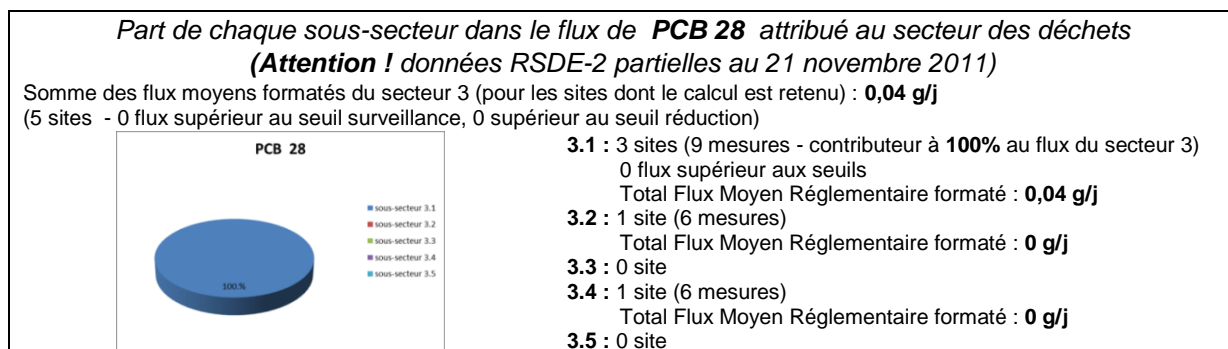 Part de chaque sous-secteur dans le flux de PCB 28 attribué au secteur des déchets
(Attention ! données RSDE-2 partielles au 21 novembre 2011)
Somme des flux moyens formatés du secteur 3 (pour les sites dont le calcul est retenu) : 0,04 g/j
(5 sites - 0 flux supérieur au seuil surveillance, 0 supérieur au seuil réduction)
PCB 28
sous-secteur 3.1
sous-secteur 3.2
sous-secteur 3.3
sous-secteur 3.4
sous-secteur 3.5
100.%
3.1 : 3 sites (9 mesures - contributeur à 100% au flux du secteur 3)
0 flux supérieur aux seuils
Total Flux Moyen Réglementaire formaté : 0,04 g/j
3.2 : 1 site (6 mesures)
Total Flux Moyen Réglementaire formaté : 0 g/j
3.3 : 0 site
3.4 : 1 site (6 mesures)
Total Flux Moyen Réglementaire formaté : 0 g/j
3.5 : 0 site